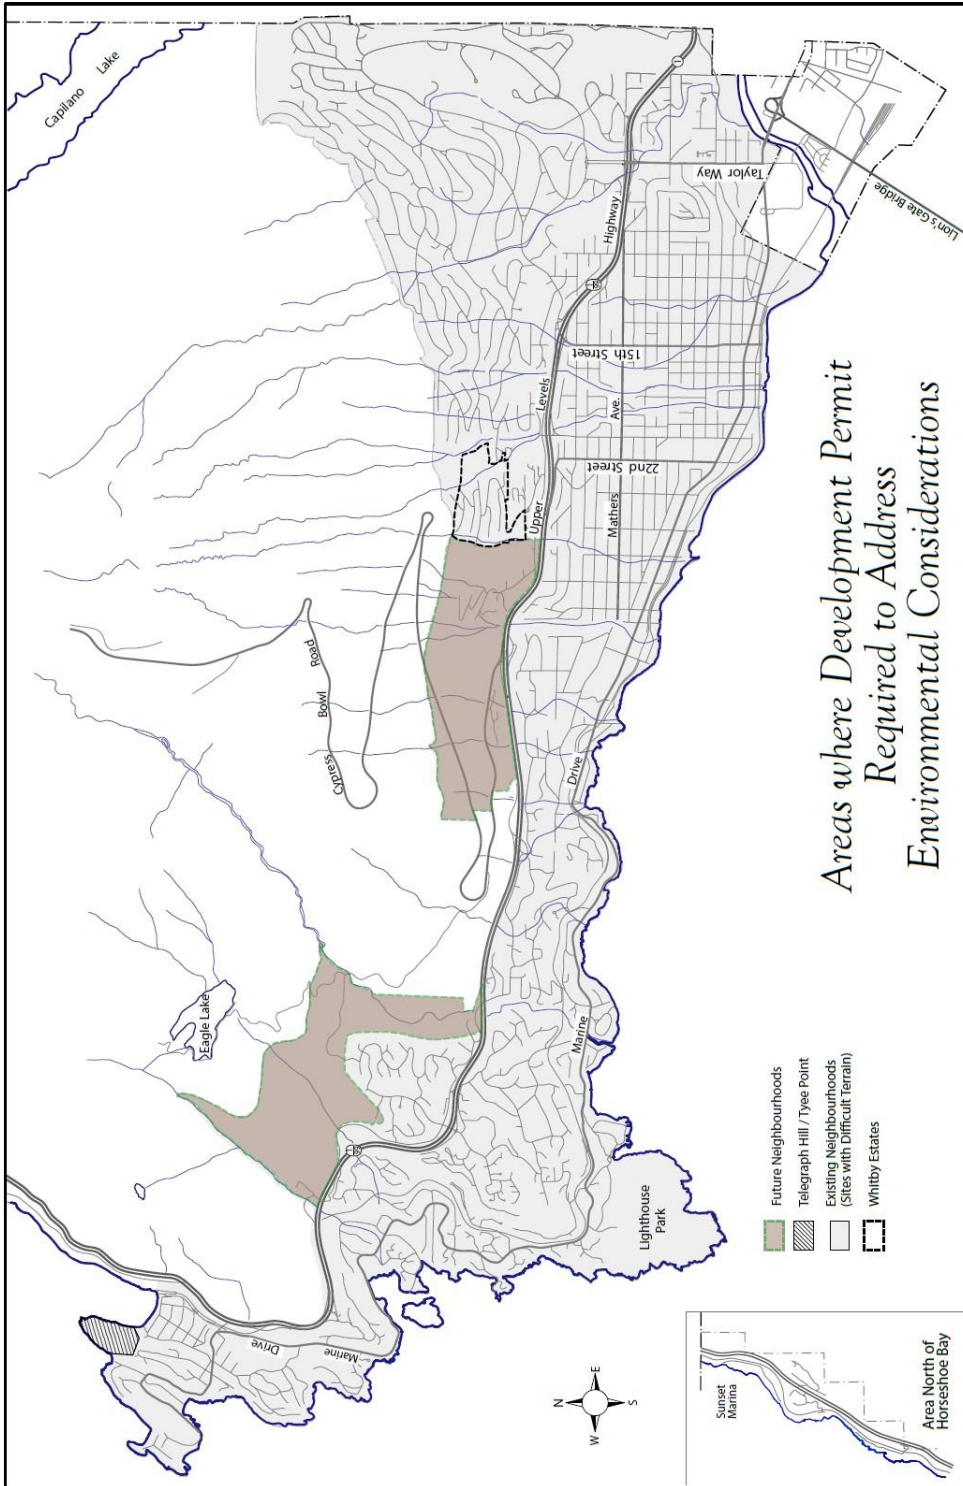 Capilano
Lake
Lion's Gate Bridge
Taylor Way
Highway
1
1
15th Street
Levels
Ave.
22nd Street
Upper
Mathers
Cypress
Bowl
Road
Drive
Marine
Eagle Lake
1
Lighthouse
Park
Marine
Drive
Areas where Development Permit
Required to Address
Environmental Considerations
Future Neighbourhoods
Telegraph Hill / Tyee Point
Existing Neighbourhoods
(Sites with Difficult Terrain)
Whitby Estates
N
E
S
W
Sunset
Marina
Area North of
Horseshoe Bay